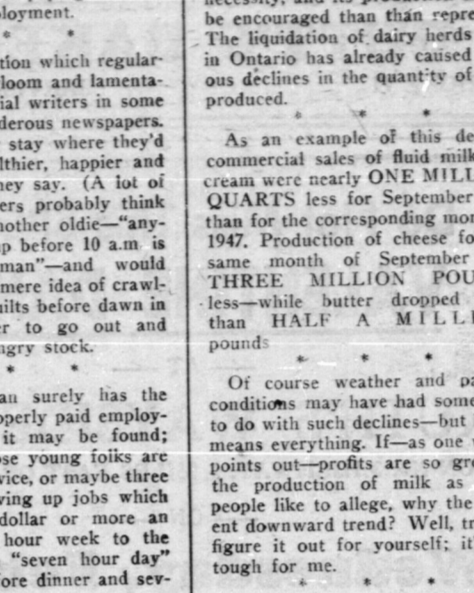 ployment.
* *
tion which regular-
loom and lamenta-
ial writers in some
derous newspapers.
stay where they'd
lthier, happier and
hey say. (A lot of
ers probably think
nother oldie—"any-
p before 10 a.m is
man"—and would
mere idea of crawl-
uilts before dawn in
r to go out and
ngry stock.
* *
an surely has the
operly paid employ-
it may be found;
ose young folks are
vice, or maybe three
ving up jobs which
dollar or more an
hour week to the
"seven hour day"
ore dinner and sev-
necessity, and its
be encouraged than than repre
The liquidation of dairy herds
in Ontario has already caused
ous declines in the quantity of
produced.
* * *
As an example of this de
commercial sales of fluid milk
cream were nearly ONE MILL
QUARTS less for September
than for the corresponding mon
1947. Production of cheese fo
same month of September
THREE MILLION POU
less—while butter dropped
than HALF A MILLI
pounds
* * *
Of course weather and pa
conditions may have had some
to do with such declines—but
means everything. If—as one
points out—profits are so gre
the production of milk as
people like to allege, why the
ent downward trend? Well, tr
figure it out for yourself; it'
tough for me.
* * *